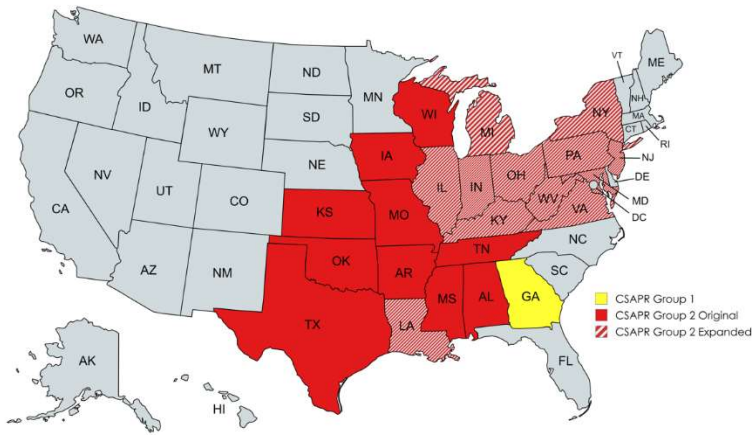 WA
MT
ND
MN
VT
ME
OR
ID
SD
WI
MI
NY
NH
MA
CT
RI
WY
NE
IA
PA
NJ
NV
UT
CO
IL
IN
OH
DE
MD
DC
CA
KS
MO
WV
VA
KY
AZ
NM
OK
AR
TN
NC
SC
TX
LA
MS
AL
GA
FL
AK
HI
CSAPR Group 1
CSAPR Group 2 Original
CSAPR Group 2 Expanded